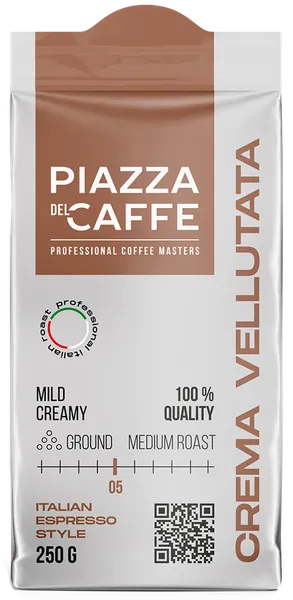 PIAZZA
DEL CAFFE
PROFESSIONAL COFFEE MASTERS
CREMA VELLUTATA
professional italian roast
MILD
CREAMY
100 %
QUALITY
GROUND
MEDIUM ROAST
05
ITALIAN
ESPRESSO
STYLE
250 G